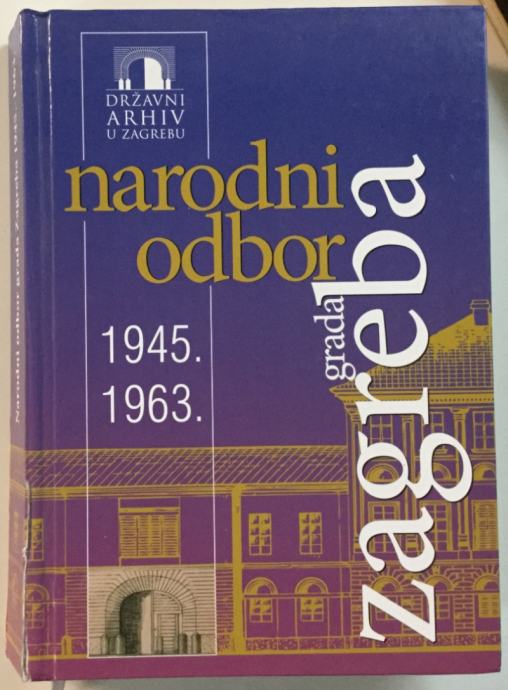 DRŽAVNI
ARHIV
U ZAGREBU
narodni
odbor
grada
zagreba
1945.
1963.
Narodni odbor grada Zagreba 1945. 1963.